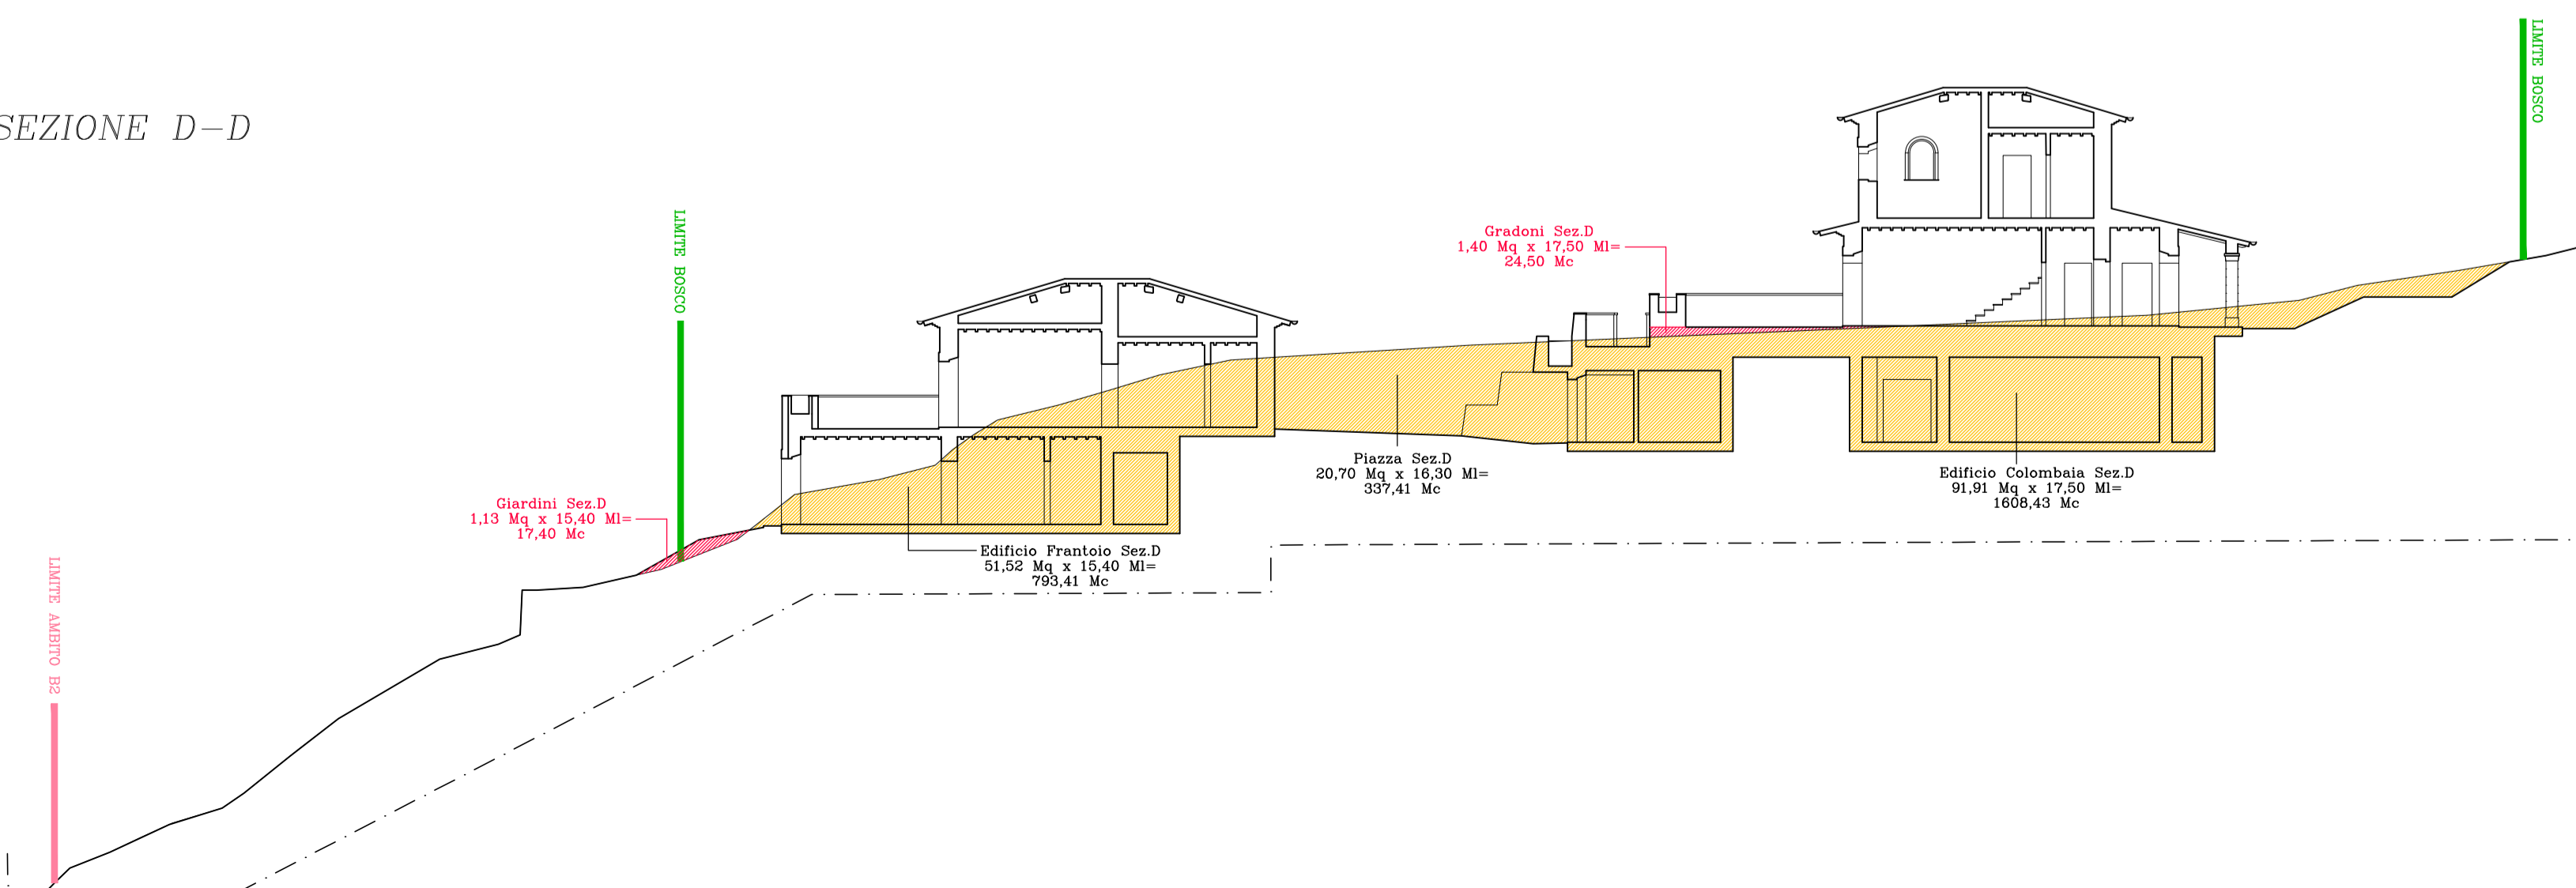 SEZIONE D-D
LIMITE BOSCO
LIMITE BOSCO
Gradoni Sez.D
1,40 Mq x 17,50 Ml=
24,50 Mc
Piazza Sez.D
20,70 Mq x 16,30 Ml=
337,41 Mc
Edificio Colombaia Sez.D
91,91 Mq x 17,50 Ml=
1608,43 Mc
Giardini Sez.D
1,13 Mq x 15,40 Ml=
17,40 Mc
Edificio Frantoio Sez.D
51,52 Mq x 15,40 Ml=
793,41 Mc
LIMITE AMBITO B2